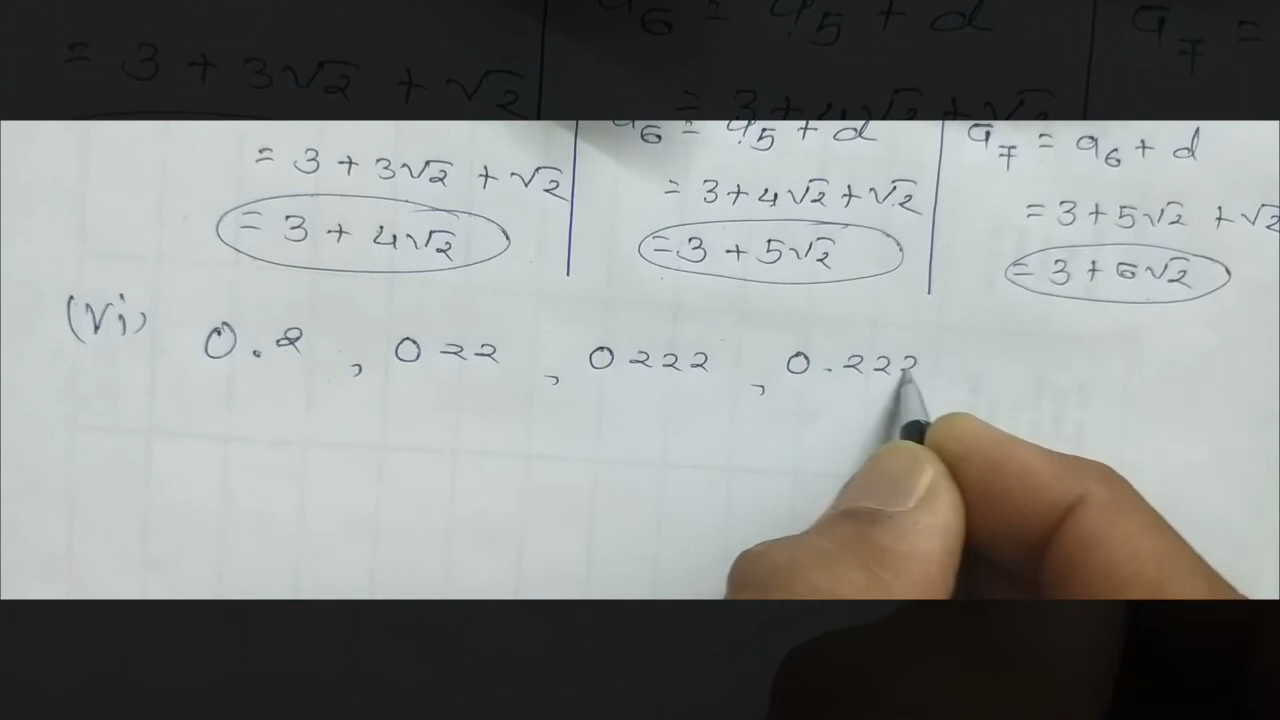 = 3 + 3√2 + √2
= 3 + 4√2
a6 = a5 + d
= 3 + 4√2 + √2
= 3 + 5√2
a7 = a6 + d
= 3 + 5√2 + √2
= 3 + 6√2
(vi) 0.2 , 0 22 , 0 222 , 0.222